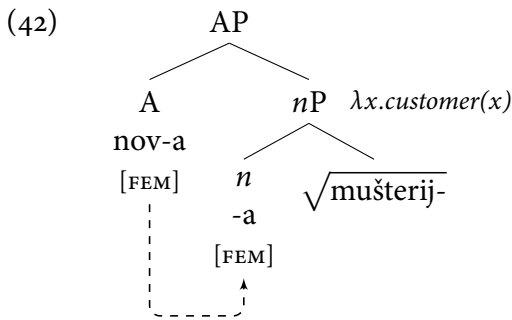 (42) AP
A nP λx.customer(x)
nov-a
[FEM] n √mušterij-
-a
[FEM]